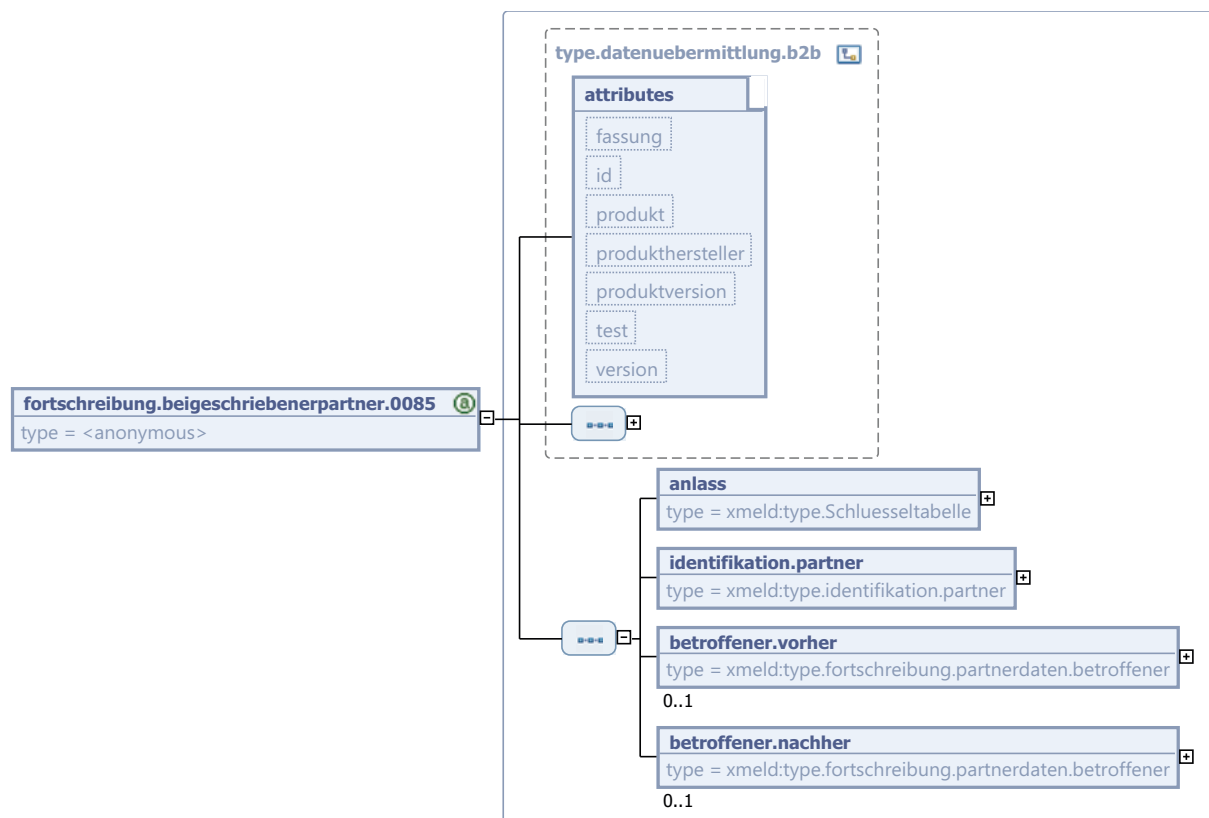 type.datenuebermittlung.b2b
attributes
fassung
id
produkt
produkthersteller
produktversion
test
version
fortschreibung.beigeschriebenerpartner.0085
type = <anonymous>
anlass
type = xmeld:type.Schluesseltabelle
identifikation.partner
type = xmeld:type.identifikation.partner
betroffener.vorher
type = xmeld:type.fortschreibung.partnerdaten.betroffener
0..1
betroffener.nachher
type = xmeld:type.fortschreibung.partnerdaten.betroffener
0..1